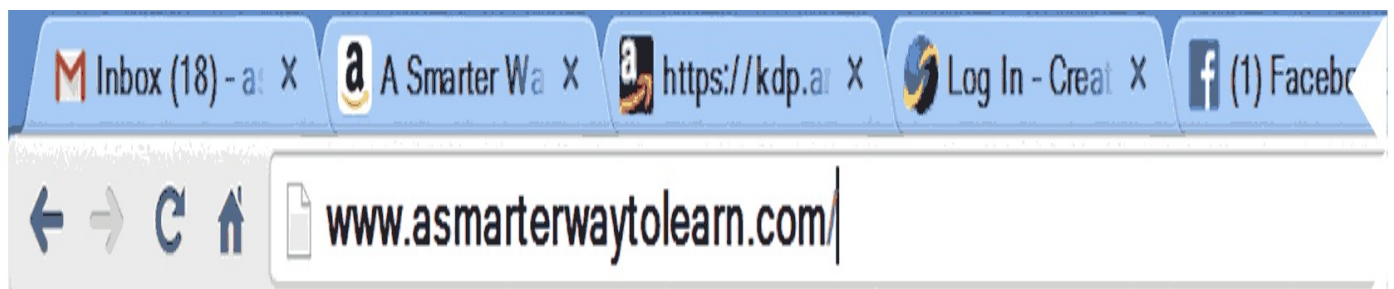 Inbox (18) - a
A Smarter Wa
https://kdp.a
Log In - Creat
(1) Facebo
www.asmarterwaytolearn.com/